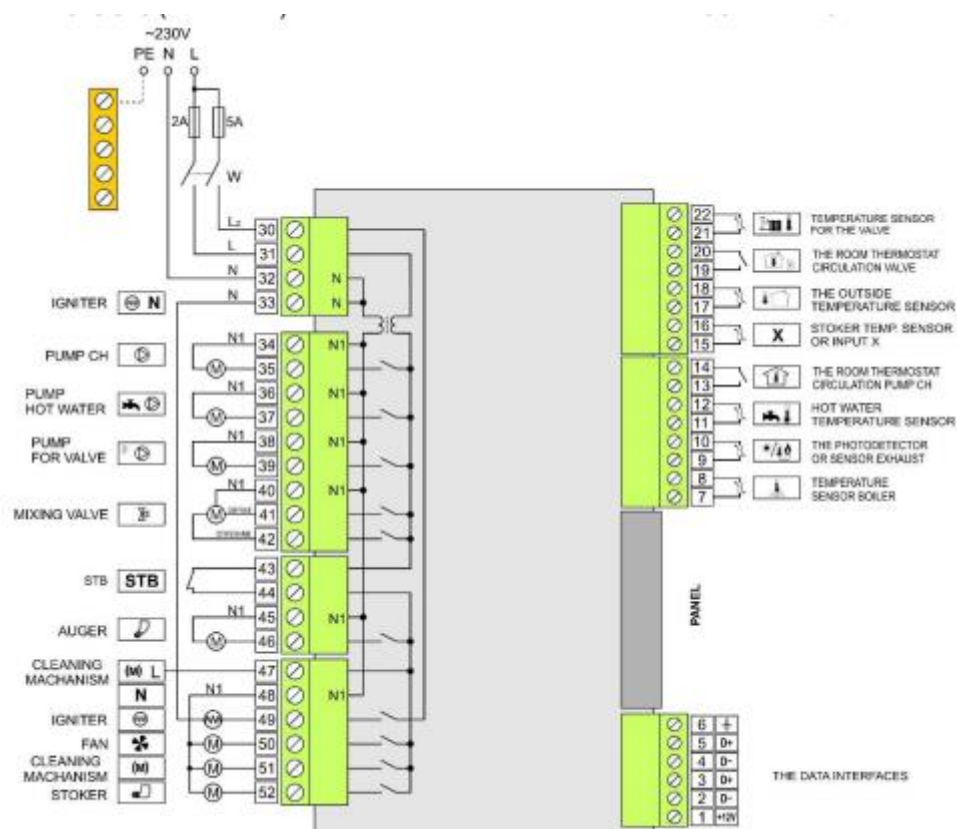 ~230V
PE N L
2A
5A
W
L2
30
L
31
N
32
N
N
33
N
IGNITER
N
N1
34
N1
PUMP CH
M
35
N1
36
PUMP
HOT WATER
M
37
PUMP
FOR VALVE
N1
38
M
39
N1
40
N1
MIXING VALVE
M
41
42
43
STB
STB
44
N1
45
N1
AUGER
M
46
CLEANING
MACHANISM
(M) L
47
N
N1
48
N1
IGNITER
49
FAN
M
50
CLEANING
MACHANISM
(M)
M
51
STOKER
M
52
22
21
TEMPERATURE SENSOR
FOR THE VALVE
20
19
THE ROOM THERMOSTAT
CIRCULATION VALVE
18
17
THE OUTSIDE
TEMPERATURE SENSOR
16
15
X
STOKER TEMP. SENSOR
OR INPUT X
14
13
THE ROOM THERMOSTAT
CIRCULATION PUMP CH
12
11
HOT WATER
TEMPERATURE SENSOR
10
9
THE PHOTODETECTOR
OR SENSOR EXHAUST
8
7
TEMPERATURE
SENSOR BOILER
PANEL
6
5 D+
4 D-
3 D+
2 D-
1 +12V
THE DATA INTERFACES